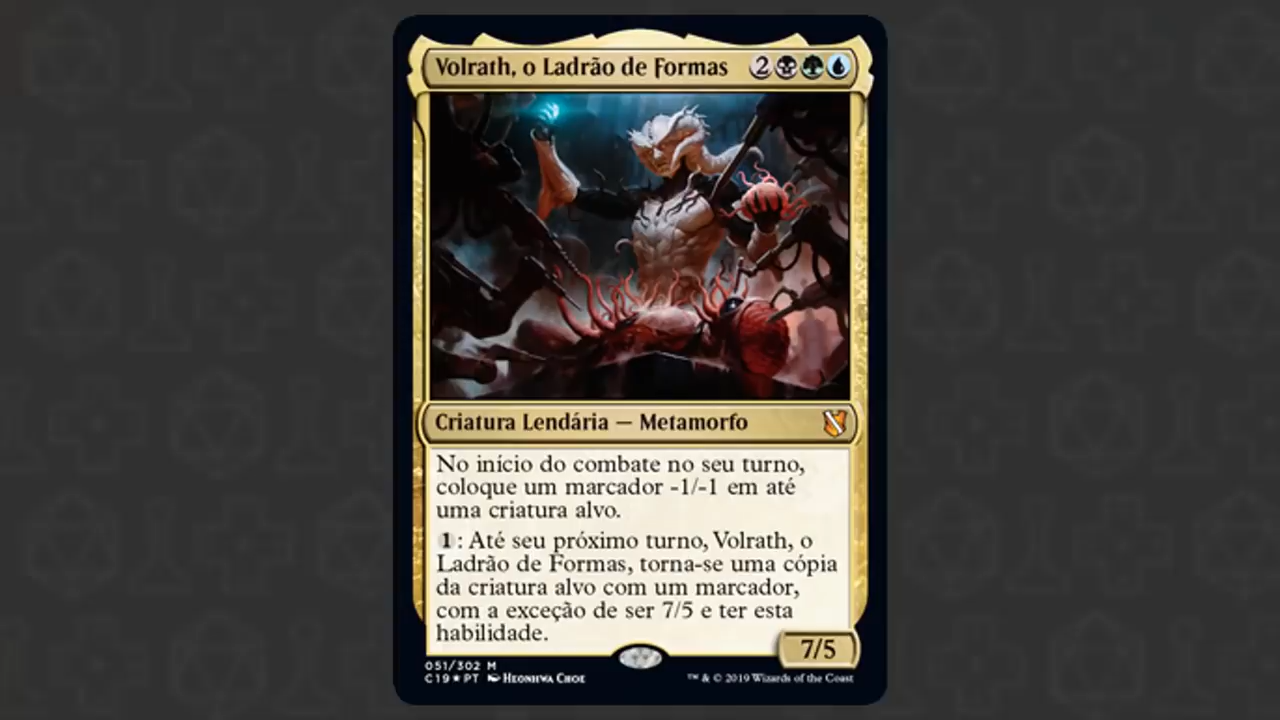 Volrath, o Ladrão de Formas 2
Criatura Lendária — Metamorfo
No início do combate no seu turno,
coloque um marcador -1/-1 em até
uma criatura alvo.
1: Até seu próximo turno, Volrath, o
Ladrão de Formas, torna-se uma cópia
da criatura alvo com um marcador,
com a exceção de ser 7/5 e ter esta
habilidade.
7/5
051/302 M
C19 ★ PT Heonhwa Choe
™ & © 2019 Wizards of the Coast